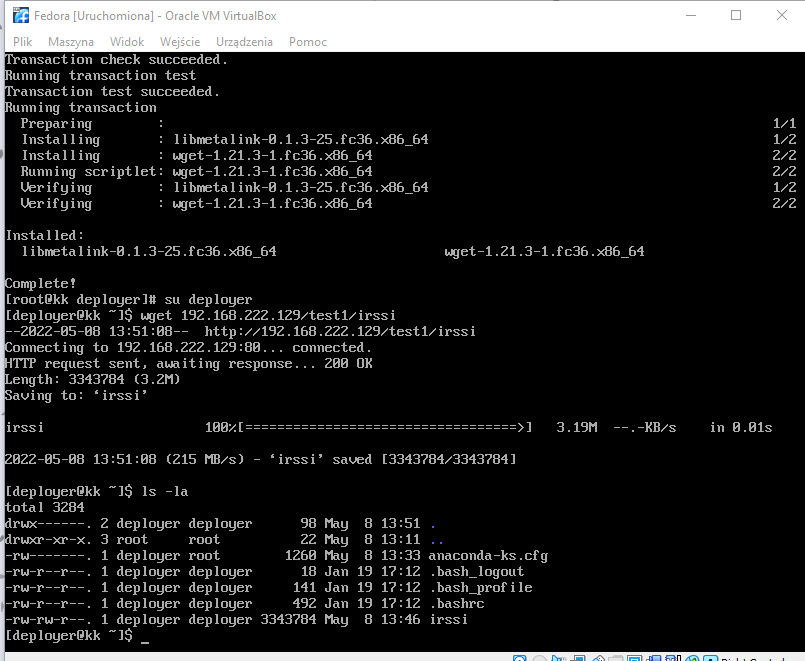 Fedora [Uruchomiona] - Oracle VM VirtualBox
Plik Maszyna Widok Wejście Urządzenia Pomoc
Transaction check succeeded.
Running transaction test
Transaction test succeeded.
Running transaction
  Preparing        :                                                                            1/1
  Installing       : libmetalink-0.1.3-25.fc36.x86_64                                           1/2
  Installing       : wget-1.21.3-1.fc36.x86_64                                                  2/2
  Running scriptlet: wget-1.21.3-1.fc36.x86_64                                                  2/2
  Verifying        : libmetalink-0.1.3-25.fc36.x86_64                                           1/2
  Verifying        : wget-1.21.3-1.fc36.x86_64                                                  2/2
Installed:
  libmetalink-0.1.3-25.fc36.x86_64                     wget-1.21.3-1.fc36.x86_64
Complete!
[root@kk deployer]# su deployer
[deployer@kk ~]$ wget 192.168.222.129/test1/irssi
--2022-05-08 13:51:08--  http://192.168.222.129/test1/irssi
Connecting to 192.168.222.129:80... connected.
HTTP request sent, awaiting response... 200 OK
Length: 3343784 (3.2M)
Saving to: ‘irssi’
irssi                    100%[==================================>]   3.19M  --.-KB/s    in 0.01s
2022-05-08 13:51:08 (215 MB/s) - ‘irssi’ saved [3343784/3343784]
[deployer@kk ~]$ ls -la
total 3284
drwx------. 2 deployer deployer      98 May  8 13:51 .
drwxr-xr-x. 3 root     root          22 May  8 13:11 ..
-rw-------. 1 deployer root        1260 May  8 13:33 anaconda-ks.cfg
-rw-r--r--. 1 deployer deployer      18 Jan 19 17:12 .bash_logout
-rw-r--r--. 1 deployer deployer     141 Jan 19 17:12 .bash_profile
-rw-r--r--. 1 deployer deployer     492 Jan 19 17:12 .bashrc
-rw-rw-r--. 1 deployer deployer 3343784 May  8 13:46 irssi
[deployer@kk ~]$ _